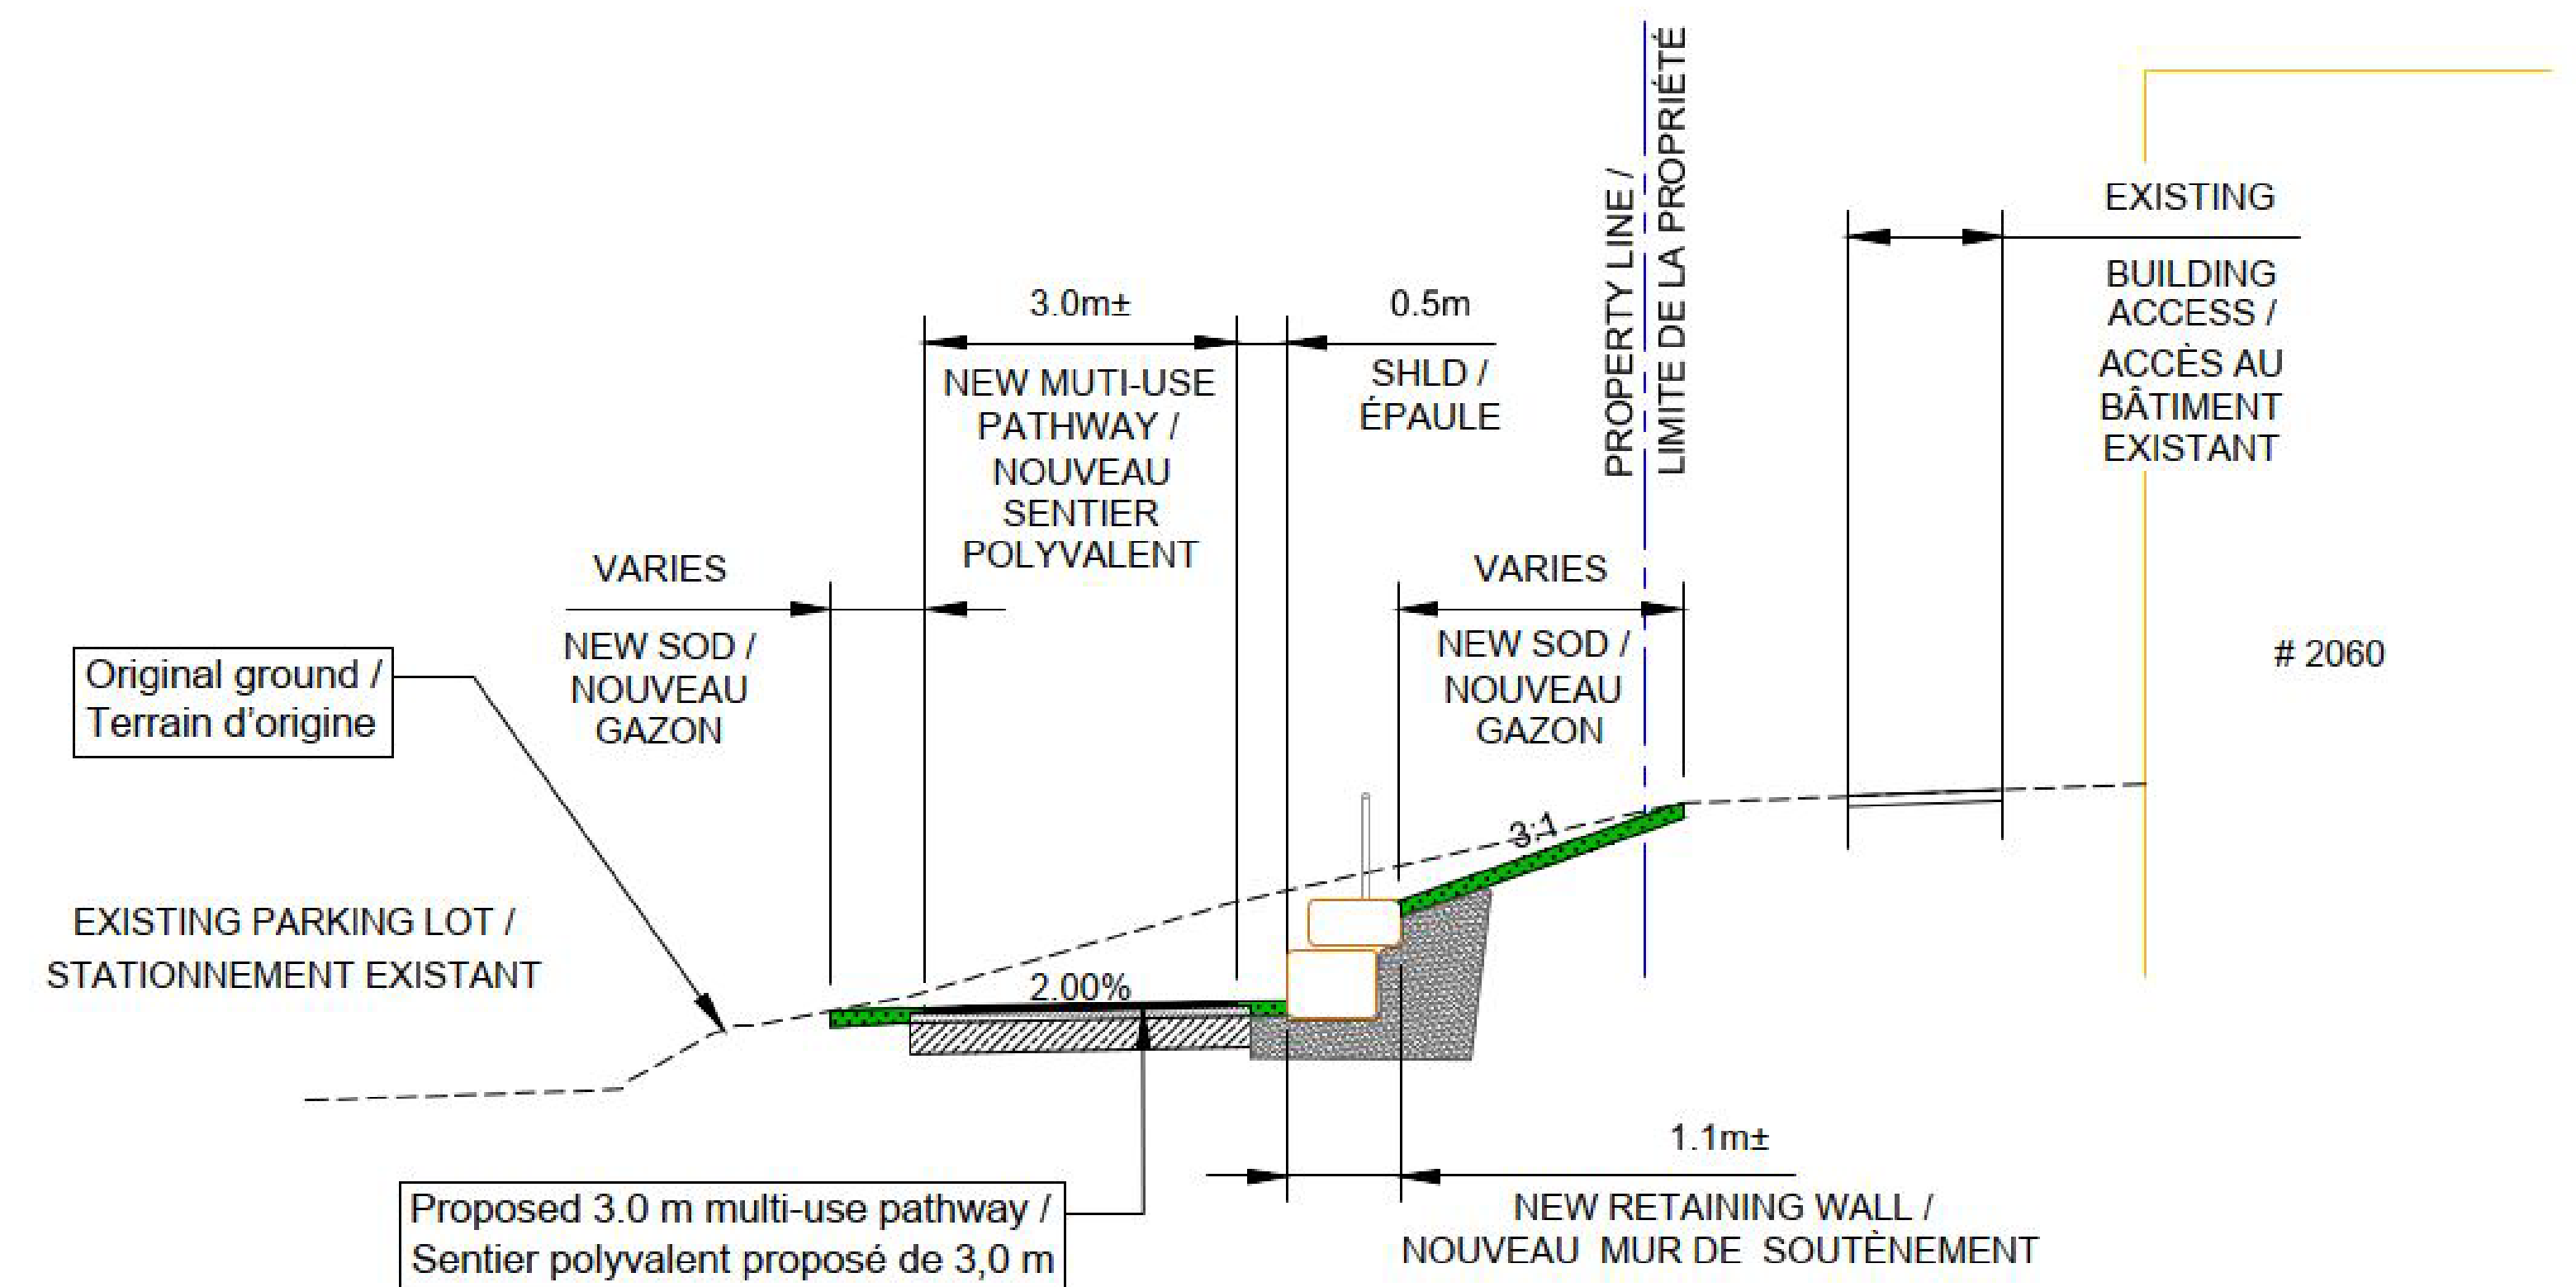 PROPERTY LINE /
LIMITE DE LA PROPRIÉTÉ
EXISTING
BUILDING
ACCESS /
ACCÈS AU
BÂTIMENT
EXISTANT
3.0m±
NEW MUTI-USE
PATHWAY /
NOUVEAU
SENTIER
POLYVALENT
0.5m
SHLD /
ÉPAULE
VARIES
NEW SOD /
NOUVEAU
GAZON
VARIES
NEW SOD /
NOUVEAU
GAZON
# 2060
Original ground /
Terrain d'origine
3:1
EXISTING PARKING LOT /
STATIONNEMENT EXISTANT
2.00%
1.1m±
NEW RETAINING WALL /
NOUVEAU MUR DE SOUTÈNEMENT
Proposed 3.0 m multi-use pathway /
Sentier polyvalent proposé de 3,0 m